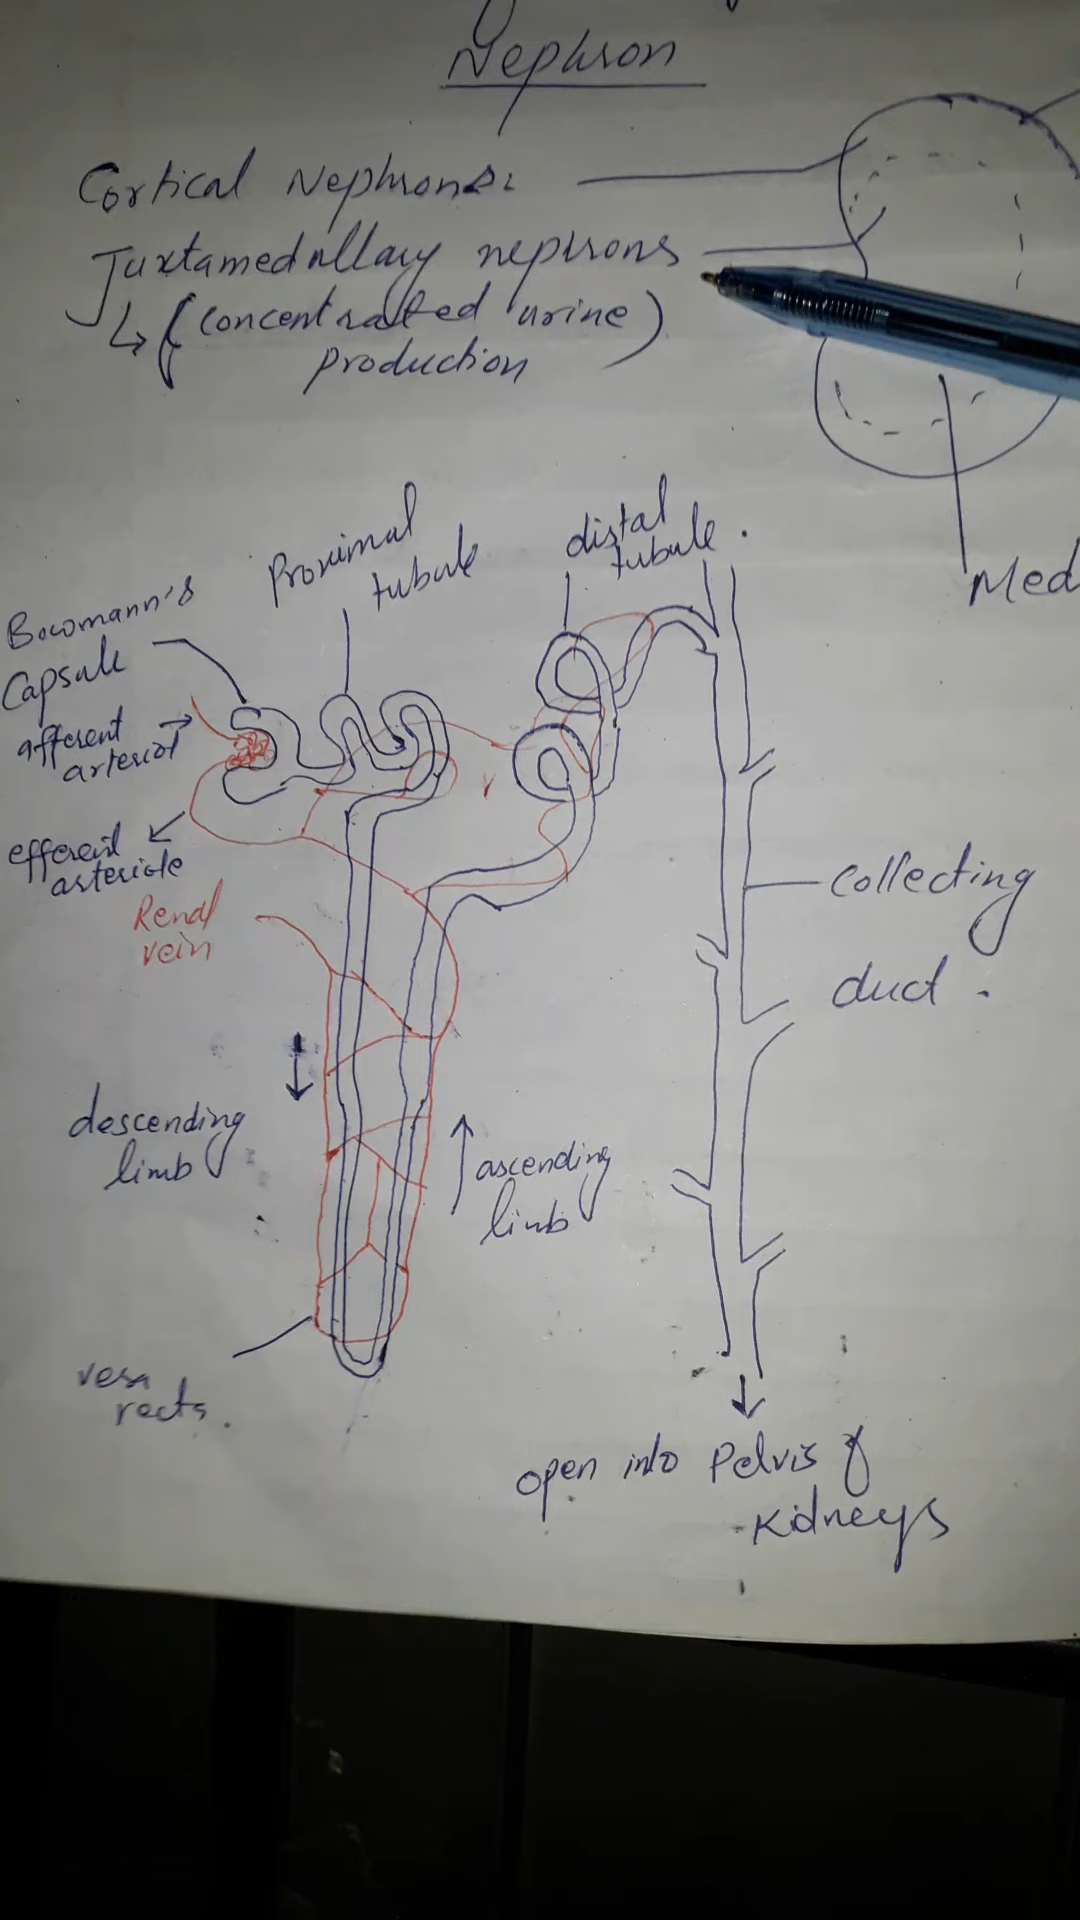 Nephron
Cortical Nephrons:
Juxtamedullary nephrons
↳ (concentrated urine)
production
Med
Proximal
tubule
distal
tubule.
Bowmann's
Capsule
afferent
arteriol
efferent
arteriole
Renal
vein
collecting
duct.
descending
limb
ascending
limb
vesa
recta.
open into Pelvis of
Kidneys